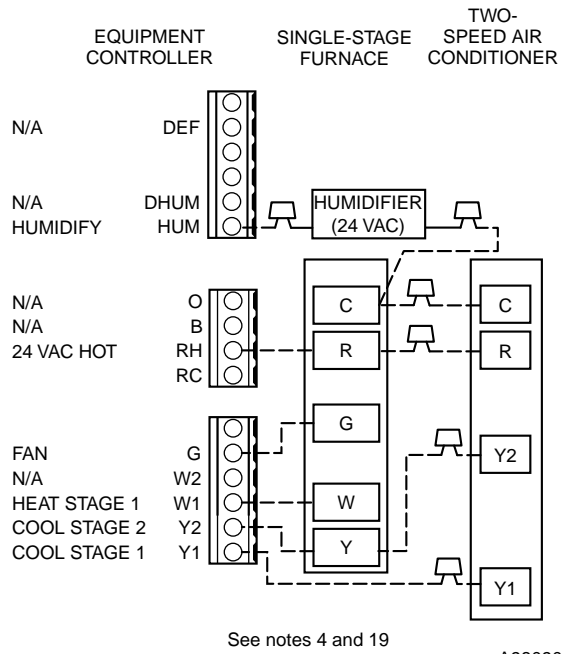 EQUIPMENT
CONTROLLER
SINGLE-STAGE
FURNACE
TWO-
SPEED AIR
CONDITIONER
N/A DEF
N/A DHUM
HUMIDIFY HUM
HUMIDIFIER
(24 VAC)
N/A O C C
N/A B
24 VAC HOT RH R R
RC
G
FAN G Y2
N/A W2
HEAT STAGE 1 W1 W
COOL STAGE 2 Y2 Y
COOL STAGE 1 Y1
Y1
See notes 4 and 19